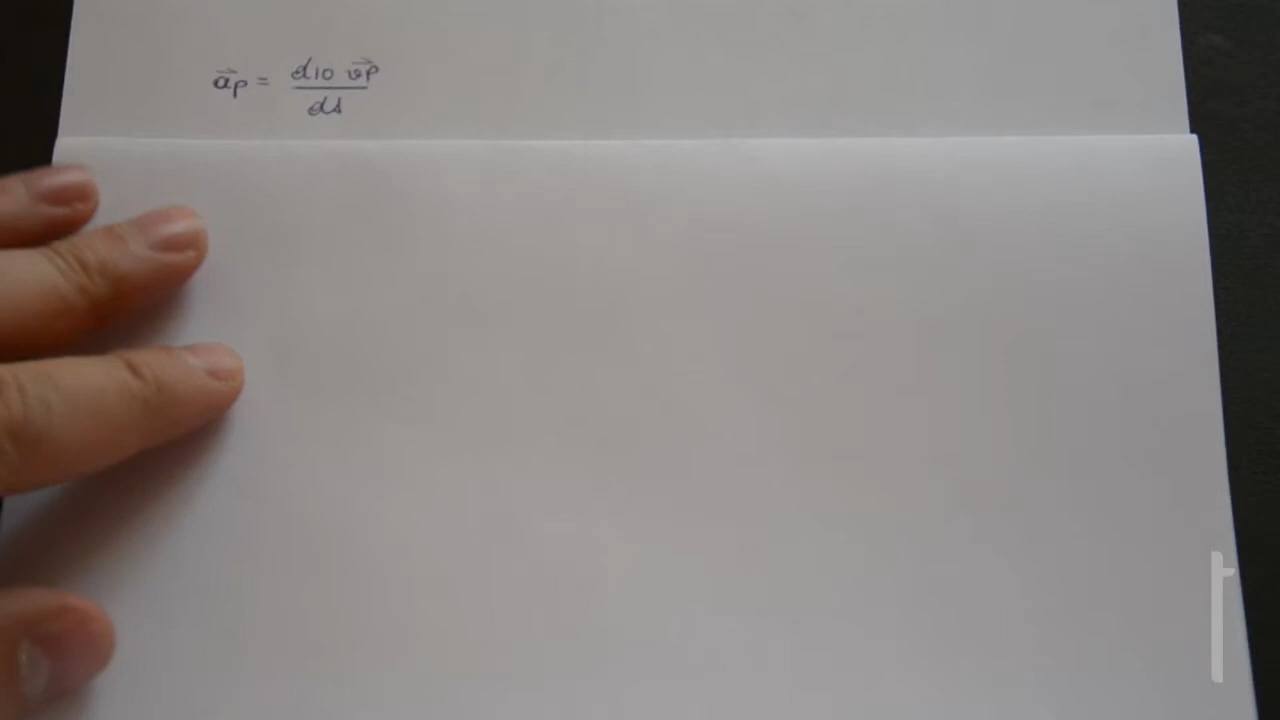 a⃗p = d10 v⃗p / dt